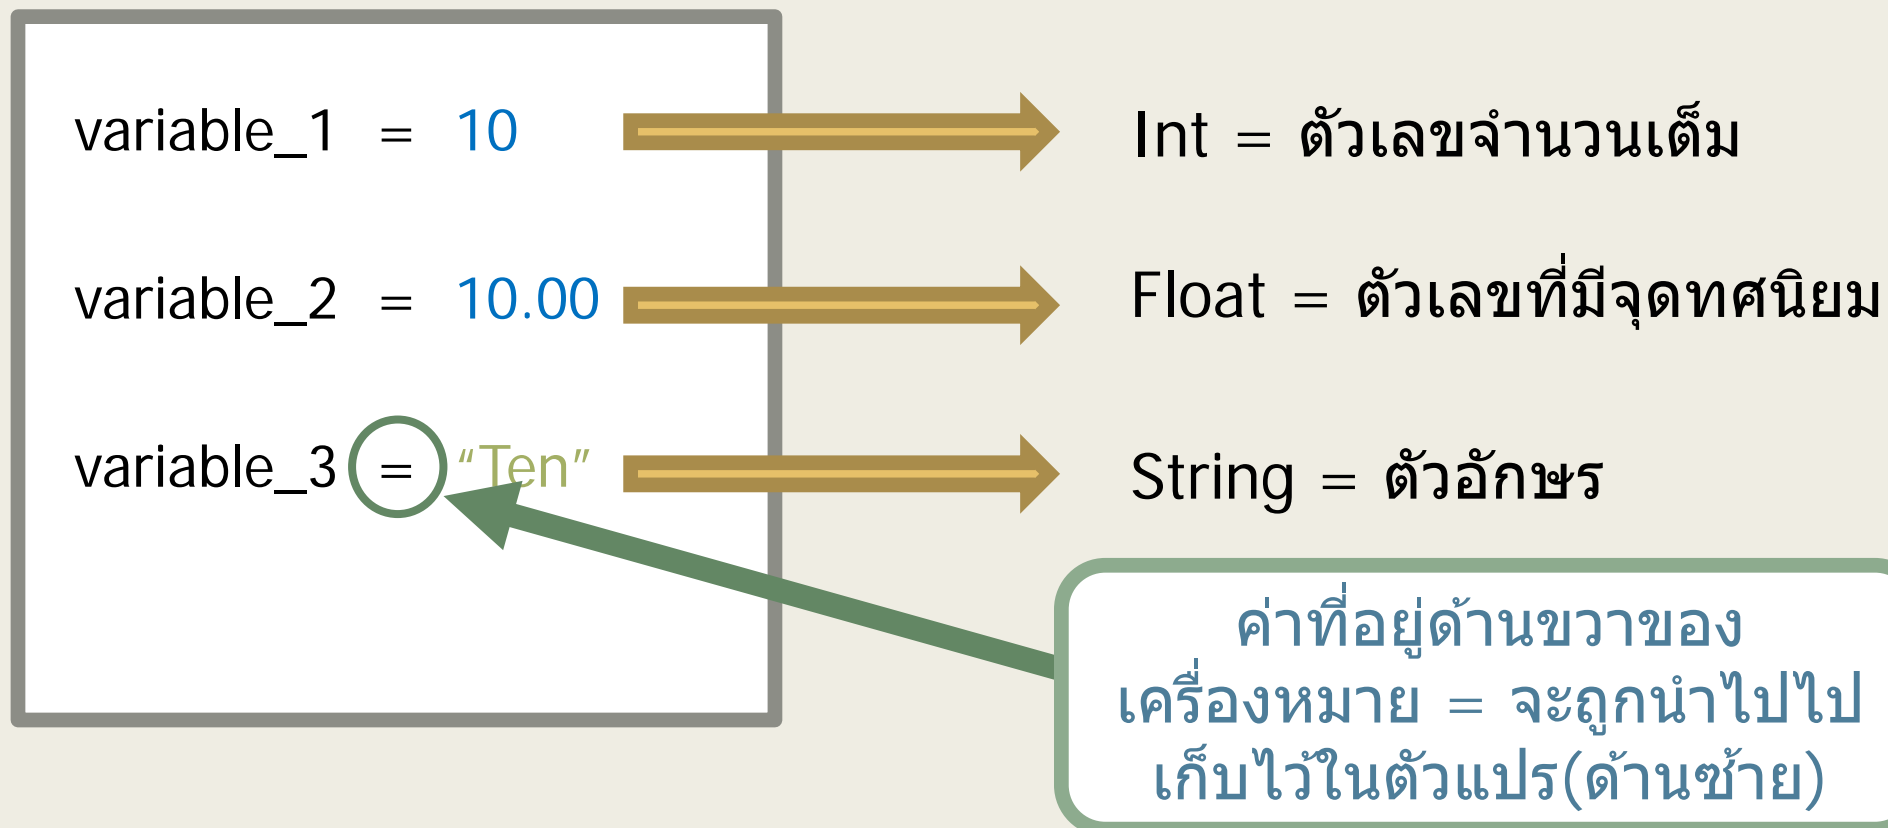 variable_1 = 10
Int = ตัวเลขจำนวนเต็ม
variable_2 = 10.00
Float = ตัวเลขที่มีจุดทศนิยม
variable_3 = “Ten”
String = ตัวอักษร
ค่าที่อยู่ด้านขวาของ
เครื่องหมาย = จะถูกนำไปไป
เก็บไว้ในตัวแปร(ด้านซ้าย)